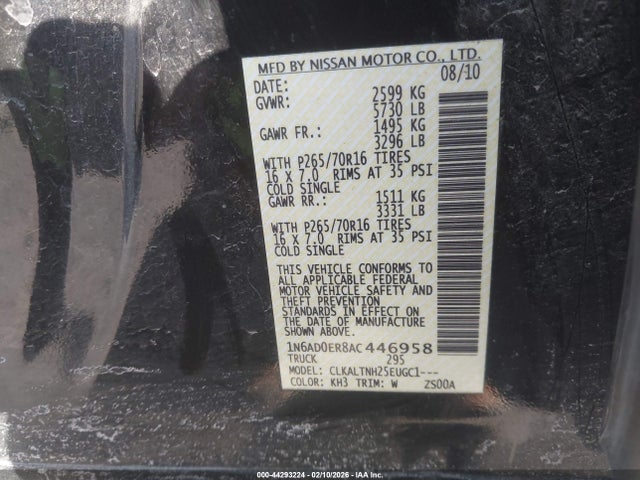 MFD BY NISSAN MOTOR CO., LTD.
DATE: 08/10
GVWR: 2599 KG
5730 LB
GAWR FR.: 1495 KG
3296 LB
WITH P265/70R16 TIRES
16 x 7.0 RIMS AT 35 PSI
COLD SINGLE
GAWR RR.: 1511 KG
3331 LB
WITH P265/70R16 TIRES
16 x 7.0 RIMS AT 35 PSI
COLD SINGLE
THIS VEHICLE CONFORMS TO
ALL APPLICABLE FEDERAL
MOTOR VEHICLE SAFETY AND
THEFT PREVENTION
STANDARDS IN EFFECT ON
THE DATE OF MANUFACTURE
SHOWN ABOVE.
1N6AD0ER8AC 446958
TRUCK 295
MODEL: CLKALTNH25EUGC1---
COLOR: KH3 TRIM: W ZS00A
000-44293224 - 02/10/2026 - IAA Inc.